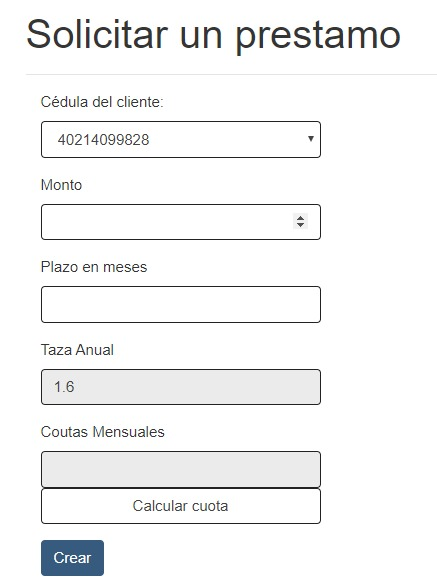 Solicitar un prestamo
Cédula del cliente:
40214099828
Monto
Plazo en meses
Taza Anual
1.6
Coutas Mensuales
Calcular cuota
Crear